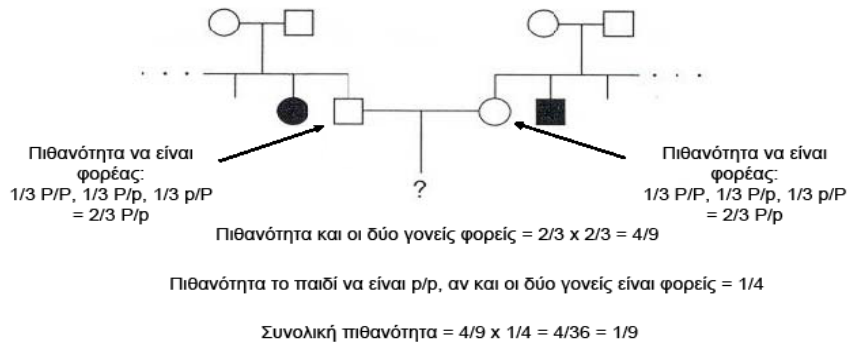 Πιθανότητα να είναι
φορέας:
1/3 P/P, 1/3 P/p, 1/3 p/P
= 2/3 P/p
Πιθανότητα να είναι
φορέας:
1/3 P/P, 1/3 P/p, 1/3 p/P
= 2/3 P/p
?
Πιθανότητα και οι δύο γονείς φορείς = 2/3 x 2/3 = 4/9
Πιθανότητα το παιδί να είναι p/p, αν και οι δύο γονείς είναι φορείς = 1/4
Συνολική πιθανότητα = 4/9 x 1/4 = 4/36 = 1/9